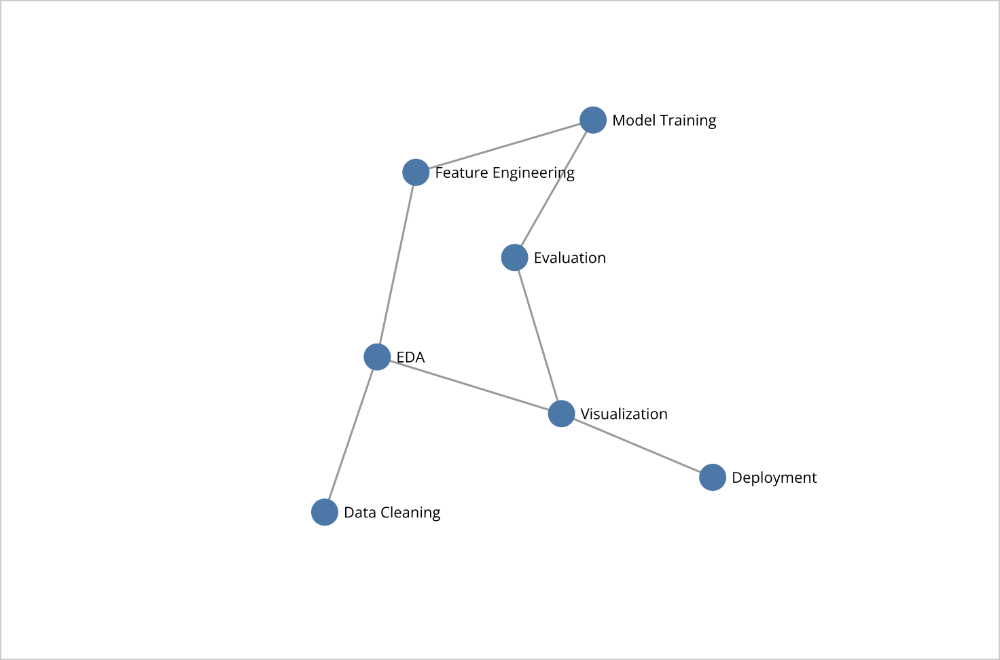 Model Training
Feature Engineering
Evaluation
EDA
Visualization
Deployment
Data Cleaning